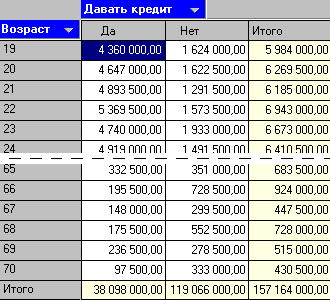 Давать кредит
Возраст Да Нет Итого
19 4 360 000,00 1 624 000,00 5 984 000,00
20 4 647 000,00 1 622 500,00 6 269 500,00
21 4 893 500,00 1 291 500,00 6 185 000,00
22 5 369 500,00 1 573 500,00 6 943 000,00
23 4 740 000,00 1 933 000,00 6 673 000,00
24 4 919 000,00 1 491 500,00 6 410 500,00
65 332 500,00 351 000,00 683 500,00
66 195 500,00 728 500,00 924 000,00
67 148 000,00 299 500,00 447 500,00
68 175 500,00 552 500,00 728 000,00
69 236 500,00 278 500,00 515 000,00
70 97 500,00 333 000,00 430 500,00
Итого 38 098 000,00 119 066 000,00 157 164 000,00